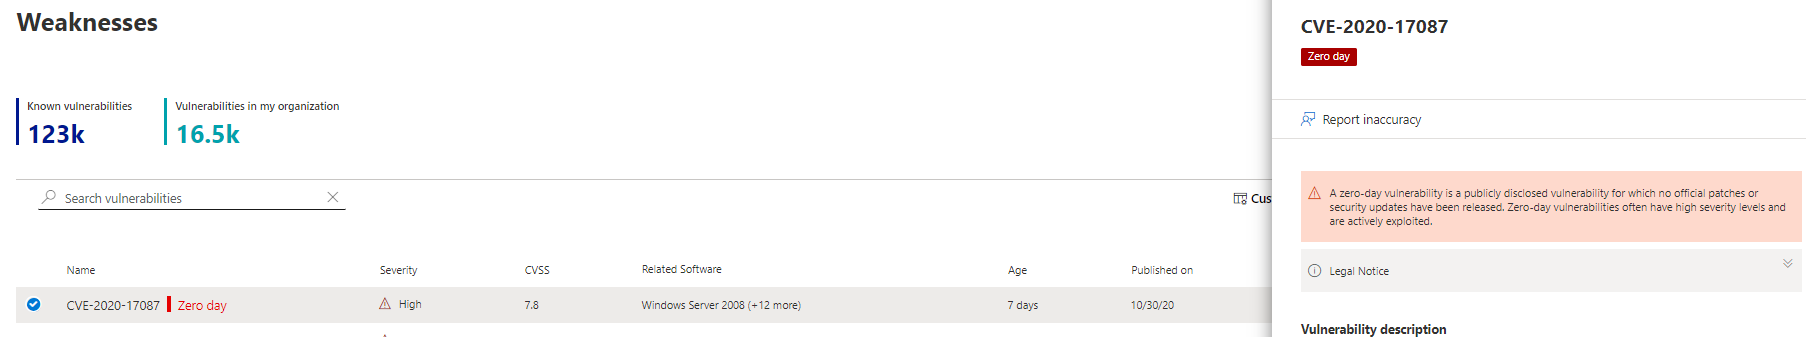 Weaknesses
Known vulnerabilities
123k
Vulnerabilities in my organization
16.5k
Search vulnerabilities
Cus
Name Severity CVSS Related Software Age Published on
CVE-2020-17087 Zero day High 7.8 Windows Server 2008 (+12 more) 7 days 10/30/20
CVE-2020-17087
Zero day
Report inaccuracy
A zero-day vulnerability is a publicly disclosed vulnerability for which no official patches or
security updates have been released. Zero-day vulnerabilities often have high severity levels and
are actively exploited.
Legal Notice
Vulnerability description